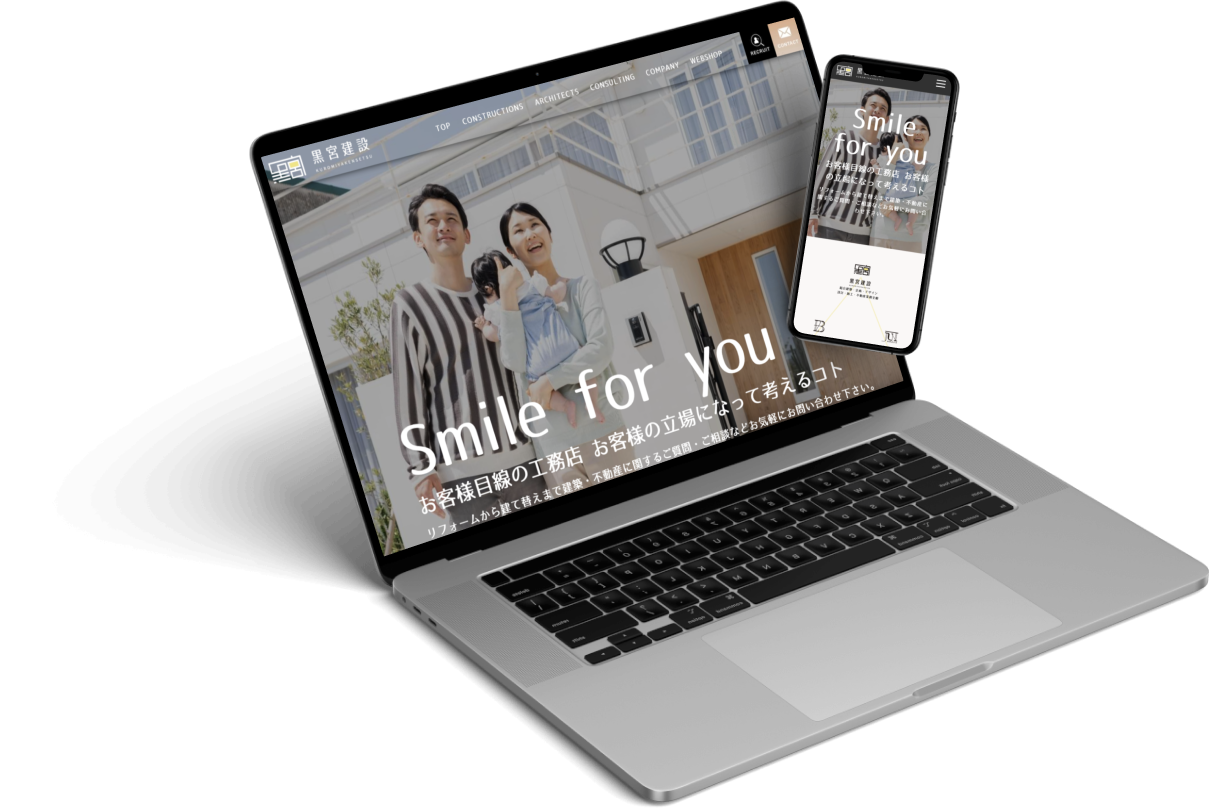 TOP CONSTRUCTIONS ARCHITECTS CONSULTING COMPANY WEBSHOP
RECRUIT
CONTACT
黒宮建設
KUROMIYAKENSETSU
Smile for you
お客様目線の工務店 お客様の立場になって考えるコト
リフォームから建て替えまで建築・不動産に関するご質問・ご相談などお気軽にお問い合わせ下さい。
Smile
for you
お客様目線の工務店 お客様
の立場になって考えるコト
リフォームから建て替えまで建築・不動産に
関するご質問・ご相談などお気軽にお問い合
わせ下さい。
黒宮建設